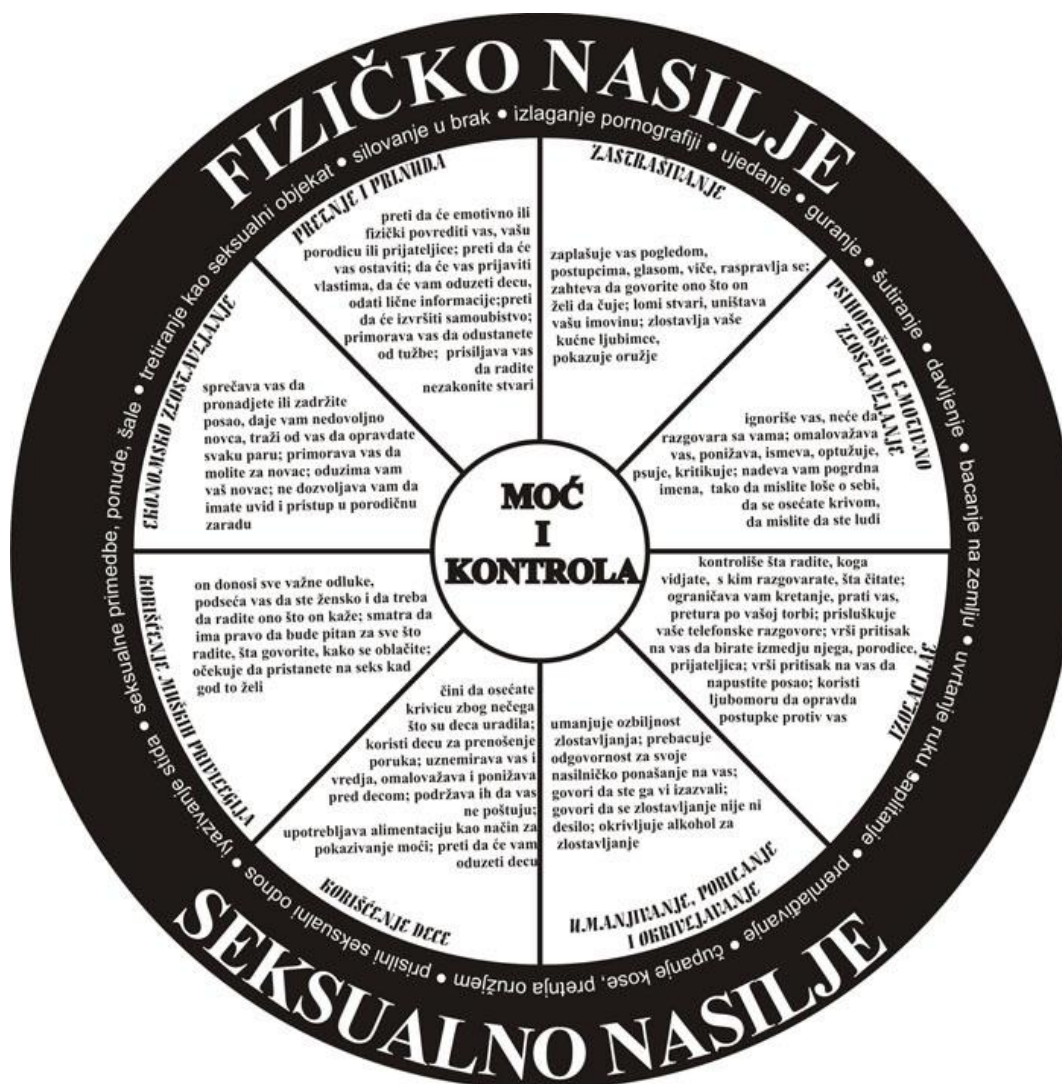 FIZIČKO NASILJE
tretiranje kao seksualni objekat • silovanje u brak • izlaganje pornografiji • ujedanje • guranje • šutiranje • davljenje • bacanje na zemlju • uvrtanje ruku saplitanje • premlađivanje • čupanje kose, pretnja oružjem • prisilni seksualni odnos • iyazivanje stida • seksualne primedbe, ponude, šale •
PRETNJE I PRINUDA
preti da će emotivno ili
fizički povrediti vas, vašu
porodicu ili prijateljice; preti da će
vas ostaviti; da će vas prijaviti
vlastima, da će vam oduzeti decu,
odati lične informacije;preti
da će izvršiti samoubistvo;
primorava vas da odustanete
od tužbe; prisiljava vas
da radite
nezakonite stvari
ZASTRAŠIVANJE
zaplašuje vas pogledom,
postupcima, glasom, viče, raspravlja se;
zahteva da govorite ono što on
želi da čuje; lomi stvari, uništava
vašu imovinu; zlostavlja vaše
kućne ljubimce,
pokazuje oružje
PSIHOLOŠKO I EMOTIVNO
ZLOSTAVLJANJE
ignoriše vas, neće da
razgovara sa vama; omalovažava
vas, ponižava, ismeva, optužuje,
psuje, kritikuje; nadeva vam pogrdna
imena, tako da mislite loše o sebi,
da se osećate krivom,
da mislite da ste ludi
IZOLACIJE
kontroliše šta radite, koga
vidjate, s kim razgovarate, šta čitate;
ograničava vam kretanje, prati vas,
pretura po vašoj torbi; prisluškuje
vaše telefonske razgovore; vrši pritisak
na vas da birate izmedju njega, porodice,
prijateljica; vrši pritisak na vas da
napustite posao; koristi
ljubomoru da opravda
postupke protiv vas
umanjuje ozbiljnost
zlostavljanja; prebacuje
odgovornost za svoje
nasilničko ponašanje na vas;
govori da ste ga vi izazvali;
govori da se zlostavljanje nije ni
desilo; okrivljuje alkohol za
zlostavljanje
UMANJIVANJE, PORICANJE
I OKRIVLJAVANJE
čini da osećate
krivicu zbog nečega
što su deca uradila;
koristi decu za prenošenje
poruka; uznemirava vas i
vredja, omalovažava i ponižava
pred decom; podržava ih da vas
ne poštuju;
upotrebljava alimentaciju kao način za
pokazivanje moći; preti da će vam
oduzeti decu
KORIŠĆENJE DECE
on donosi sve važne odluke,
podseća vas da ste žensko i da treba
da radite ono što on kaže; smatra da
ima pravo da bude pitan za sve što
radite, šta govorite, kako se oblačite;
očekuje da pristanete na seks kad
god to želi
KORIŠĆENJE MUŠKIH PRIVILEGIJA
EKONOMSKO ZLOSTAVLJANJE
sprečava vas da
pronadjete ili zadržite
posao, daje vam nedovoljno
novca, traži od vas da opravdate
svaku paru; primorava vas da
molite za novac; oduzima vam
vaš novac; ne dozvoljava vam da
imate uvid i pristup u porodičnu
zaradu
MOĆ
I
KONTROLA
SEKSUALNO NASILJE